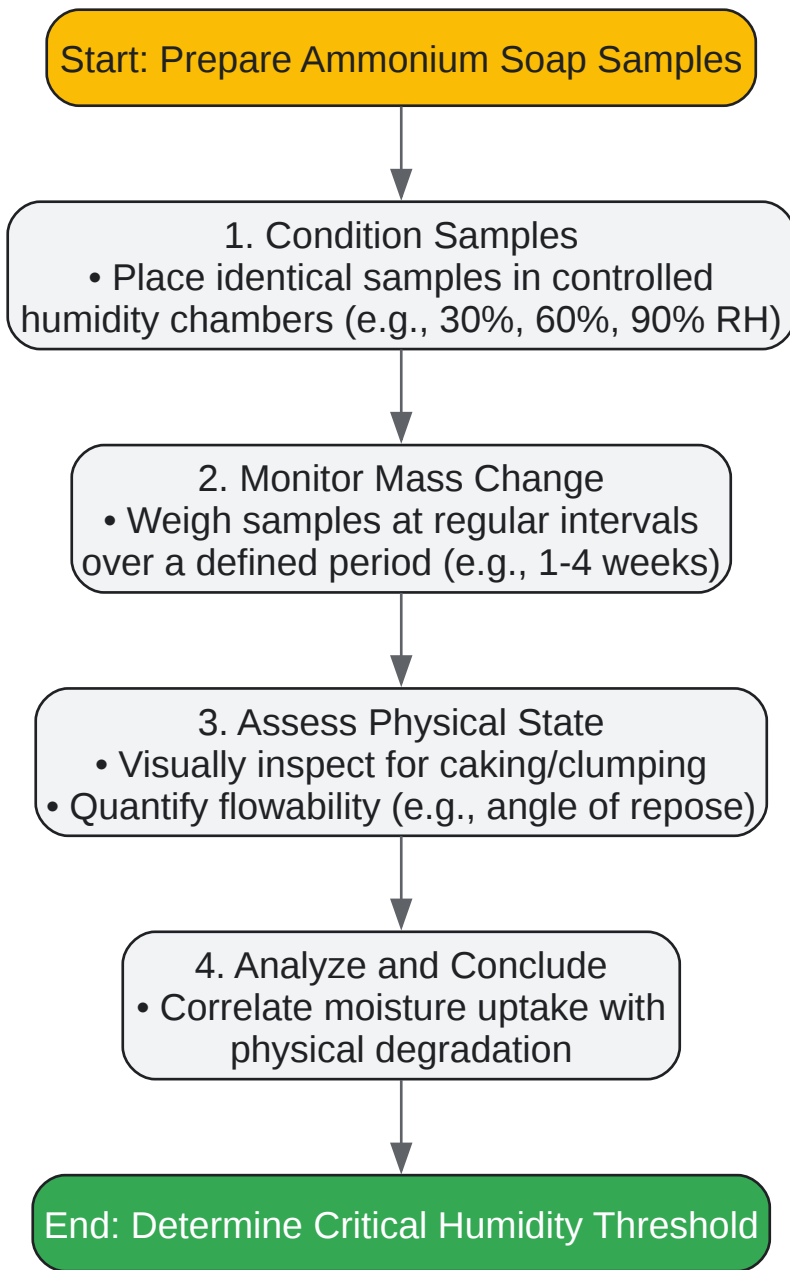 Start: Prepare Ammonium Soap Samples
1. Condition Samples
• Place identical samples in controlled
humidity chambers (e.g., 30%, 60%, 90% RH)
2. Monitor Mass Change
• Weigh samples at regular intervals
over a defined period (e.g., 1-4 weeks)
3. Assess Physical State
• Visually inspect for caking/clumping
• Quantify flowability (e.g., angle of repose)
4. Analyze and Conclude
• Correlate moisture uptake with
physical degradation
End: Determine Critical Humidity Threshold